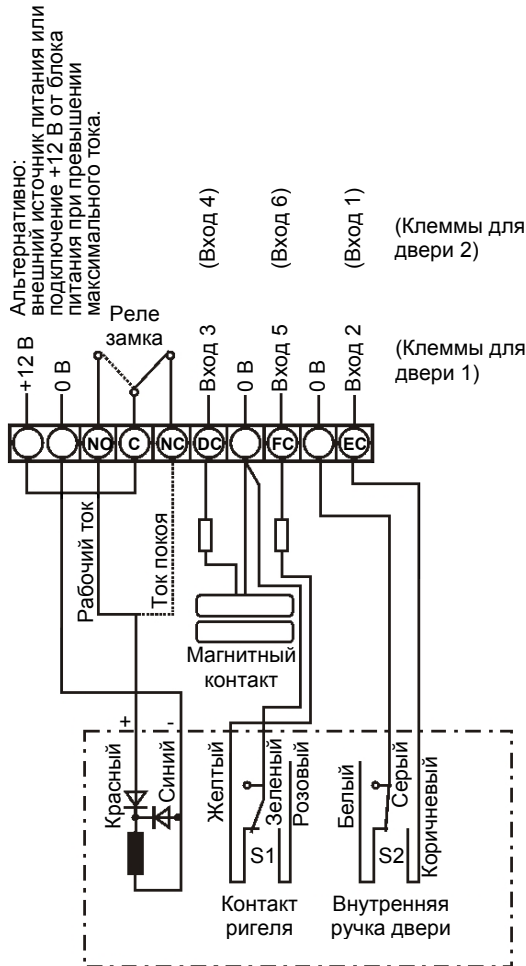 Альтернативно:
внешний источник питания или
подключение +12 В от блока
питания при превышении
максимального тока.
Реле
замка
(Вход 4)
(Вход 6)
(Вход 1)
(Клеммы для
двери 2)
+12 В
0 В
Вход 3
0 В
Вход 5
0 В
Вход 2
(Клеммы для
двери 1)
NO
C
NC
DC
FC
EC
Рабочий ток
Ток покоя
Магнитный
контакт
+
-
Красный
Синий
Желтый
Зеленый
Розовый
Белый
Серый
Коричневый
S1
S2
Контакт
ригеля
Внутренняя
ручка двери